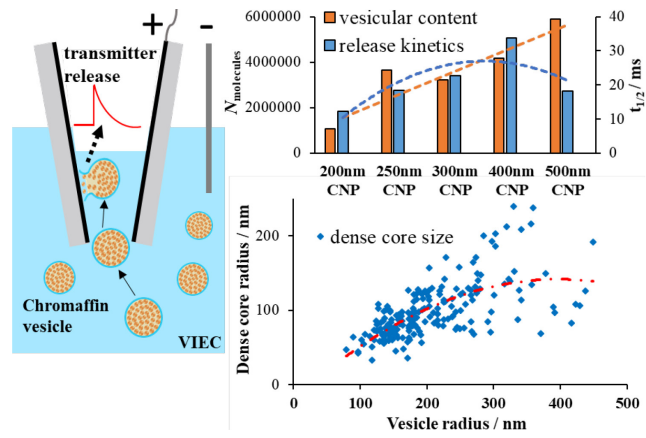 + -
transmitter
release
Chromaffin
vesicle
VIEC
vesicular content
release kinetics
N molecules
6000000
4000000
2000000
0
40
30
20
10
0
t1/2 / ms
200nm 250nm 300nm 400nm 500nm
CNP CNP CNP CNP CNP
dense core size
Dense core radius / nm
200
100
0
0 100 200 300 400 500
Vesicle radius / nm